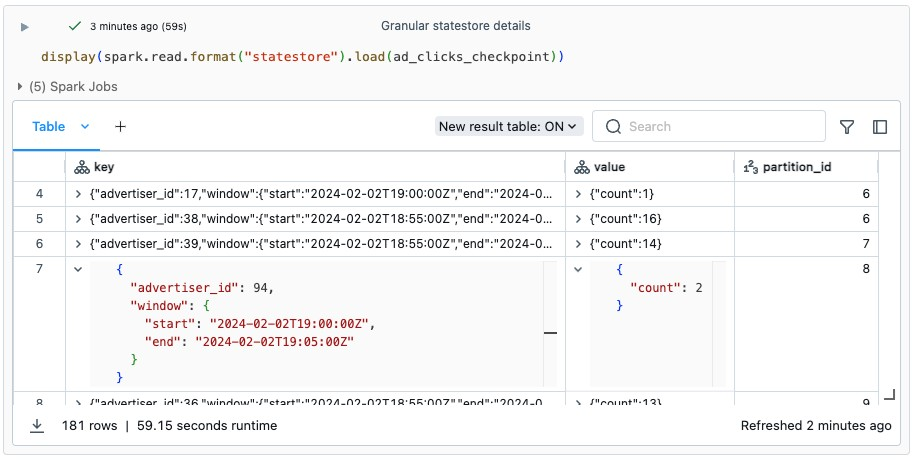 3 minutes ago (59s)
Granular statestore details
display(spark.read.format("statestore").load(ad_clicks_checkpoint))
(5) Spark Jobs
Table
+
New result table: ON
Search
key
value
1 2 3 partition_id
4 {"advertiser_id":17,"window":{"start":"2024-02-02T19:00:00Z","end":"2024-0... {"count":1} 6
5 {"advertiser_id":38,"window":{"start":"2024-02-02T18:55:00Z","end":"2024-0... {"count":16} 6
6 {"advertiser_id":39,"window":{"start":"2024-02-02T18:55:00Z","end":"2024-0... {"count":14} 7
7 { { 8
"advertiser_id": 94, "count": 2
"window": { }
"start": "2024-02-02T19:00:00Z",
"end": "2024-02-02T19:05:00Z"
}
}
8 {"advertiser_id":36,"window":{"start":"2024-02-02T18:55:00Z","end":"2024-0... {"count":13} 9
181 rows | 59.15 seconds runtime
Refreshed 2 minutes ago